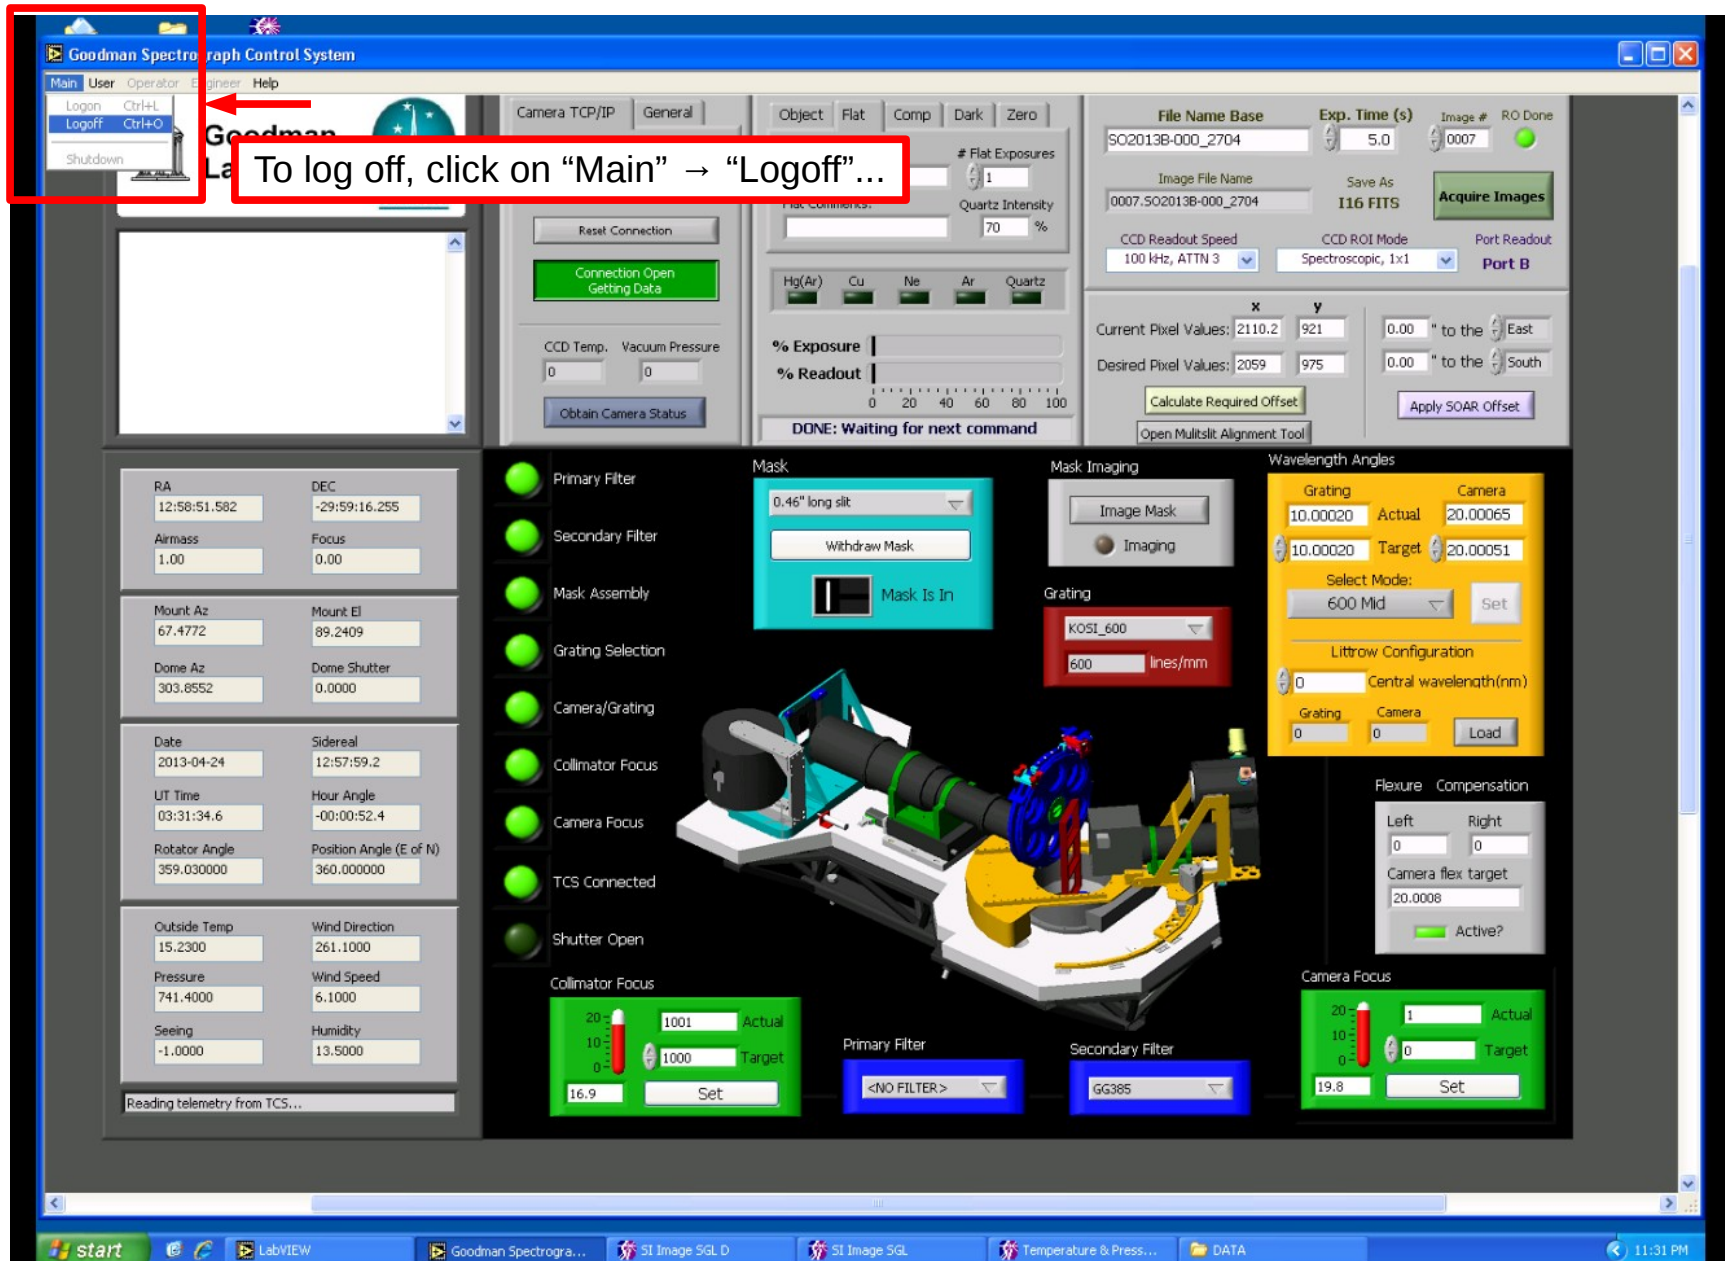 Goodman Spectrograph Control System
Main User Operator Engineer Help
Logon Ctrl+L
Logoff Ctrl+O
Shutdown
Goodman
To log off, click on “Main” → “Logoff”...
Camera TCP/IP General
Reset Connection
Connection Open
Getting Data
CCD Temp. Vacuum Pressure
0 0
Obtain Camera Status
Object Flat Comp Dark Zero
# Flat Exposures
1
Flat Comments:
Quartz Intensity
70 %
Hg(Ar) Cu Ne Ar Quartz
% Exposure
% Readout
0 20 40 60 80 100
DONE: Waiting for next command
File Name Base Exp. Time (s) Image # RO Done
SO2013B-000_2704 5.0 0007
Image File Name Save As
0007.SO2013B-000_2704 I16 FITS
Acquire Images
CCD Readout Speed CCD ROI Mode Port Readout
100 kHz, ATTN 3 Spectroscopic, 1x1 Port B
x y
Current Pixel Values: 2110.2 921 0.00 " to the East
Desired Pixel Values: 2059 975 0.00 " to the South
Calculate Required Offset
Apply SOAR Offset
Open Mulitslit Alignment Tool
RA DEC
12:58:51.582 -29:59:16.255
Airmass Focus
1.00 0.00
Mount Az Mount El
67.4772 89.2409
Dome Az Dome Shutter
303.8552 0.0000
Date Sidereal
2013-04-24 12:57:59.2
UT Time Hour Angle
03:31:34.6 -00:00:52.4
Rotator Angle Position Angle (E of N)
359.030000 360.000000
Outside Temp Wind Direction
15.2300 261.1000
Pressure Wind Speed
741.4000 6.1000
Seeing Humidity
-1.0000 13.5000
Reading telemetry from TCS...
Primary Filter
Secondary Filter
Mask Assembly
Grating Selection
Camera/Grating
Collimator Focus
Camera Focus
TCS Connected
Shutter Open
Mask
0.46" long slit
Withdraw Mask
Mask Is In
Mask Imaging
Image Mask
Imaging
Grating
KOSI_600
600 lines/mm
Wavelength Angles
Grating Camera
10.00020 Actual 20.00065
10.00020 Target 20.00051
Select Mode:
600 Mid Set
Littrow Configuration
0 Central wavelength(nm)
Grating Camera
0 0 Load
Flexure Compensation
Left Right
0 0
Camera flex target
20.0008
Active?
Collimator Focus
20
10
0
1001 Actual
1000 Target
16.9 Set
Primary Filter
<NO FILTER>
Secondary Filter
GG385
Camera Focus
20
10
0
1 Actual
0 Target
19.8 Set
start LabVIEW Goodman Spectrogra... SI Image SGL D SI Image SGL Temperature & Press... DATA 11:31 PM